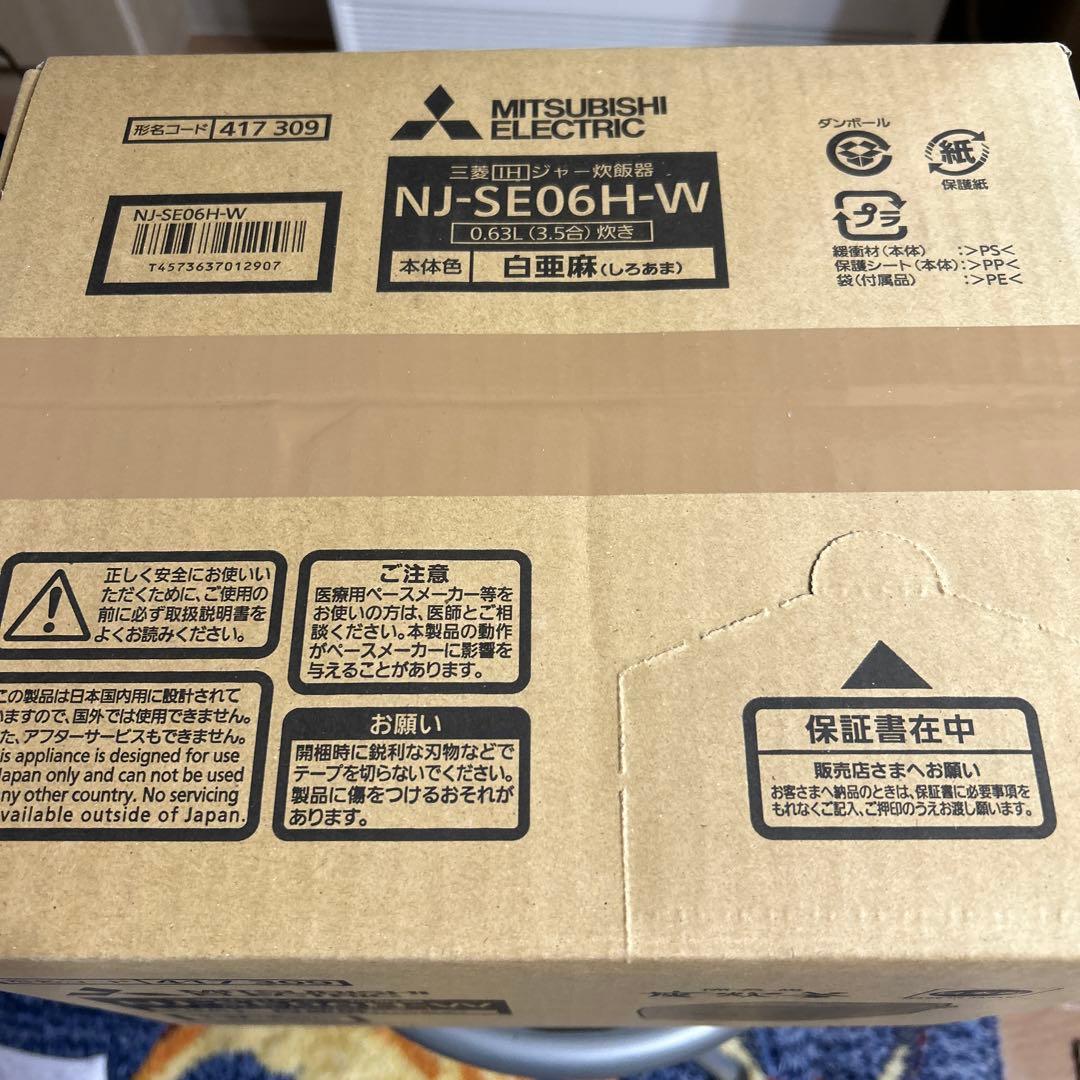 形名コード 417 309
MITSUBISHI
ELECTRIC
三菱IHジャー炊飯器
NJ-SE06H-W
0.63L（3.5合）炊き
本体色 白亜麻（しろあま）
NJ-SE06H-W
T4573637012907
ダンボール
紙
保護紙
プラ
緩衝材（本体） :>PS<
保護シート（本体）:>PP<
袋（付属品） :>PE<
正しく安全にお使いい
ただくために、ご使用の
前に必ず取扱説明書を
よくお読みください。
ご注意
医療用ペースメーカー等を
お使いの方は、医師とご相
談ください。本製品の動作
がペースメーカーに影響を
与えることがあります。
この製品は日本国内用に設計されて
いますので、国外では使用できません。
た、アフターサービスもできません。
is appliance is designed for use
Japan only and can not be used
ny other country. No servicing
vailable outside of Japan.
お願い
開梱時に鋭利な刃物などで
テープを切らないでください。
製品に傷をつけるおそれが
あります。
保証書在中
販売店さまへお願い
お客さまへ納品のときは、保証書に必要事項を
もれなくご記入、ご押印のうえお渡し願います。